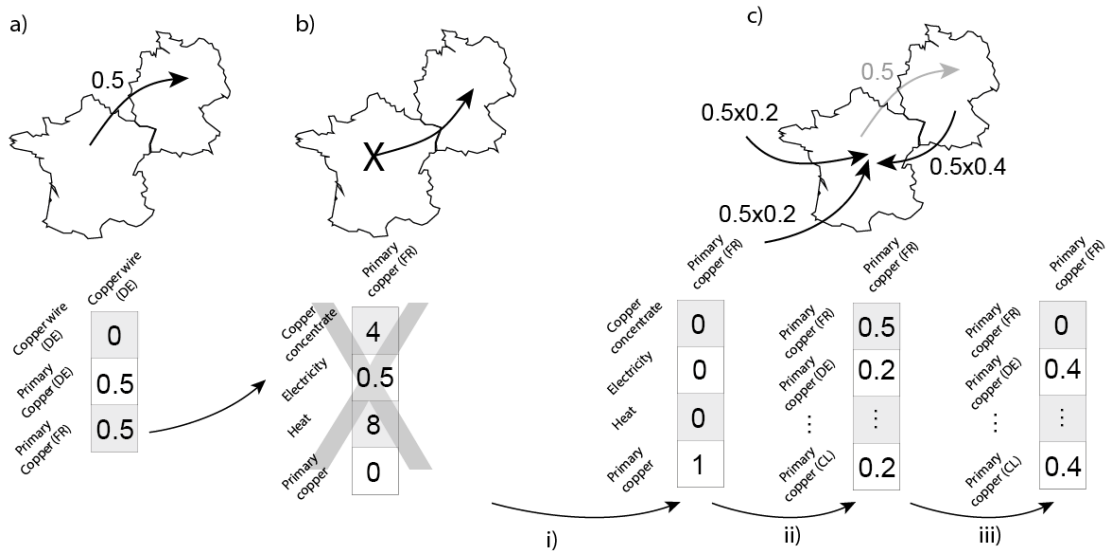 a)
b)
c)
0.5
0.5
0.5x0.2
0.5x0.4
0.5x0.2
Copper wire
(DE)
Copper wire
(DE)
Primary
Copper (DE)
Primary
Copper (FR)
0
0.5
0.5
Primary
copper (FR)
Copper
concentrate
Electricity
Heat
Primary
copper
4
0.5
8
0
X
Primary
copper (FR)
Copper
concentrate
Electricity
Heat
Primary
copper
0
0
0
1
Primary
copper (FR)
Primary
copper (FR)
Primary
copper (DE)
...
Primary
copper (CL)
0.5
0.2
⋮
0.2
Primary
copper (FR)
Primary
copper (FR)
Primary
copper (DE)
...
Primary
copper (CL)
0
0.4
⋮
0.4
i)
ii)
iii)